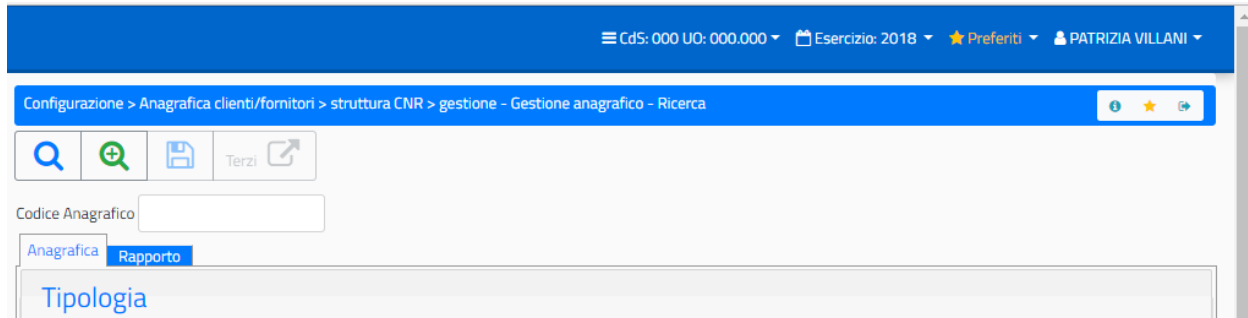 CdS: 000 UO: 000.000 Esercizio: 2018 Preferiti PATRIZIA VILLANI
Configurazione > Anagrafica clienti/fornitori > struttura CNR > gestione - Gestione anagrafico - Ricerca
Terzi
Codice Anagrafico
Anagrafica Rapporto
Tipologia